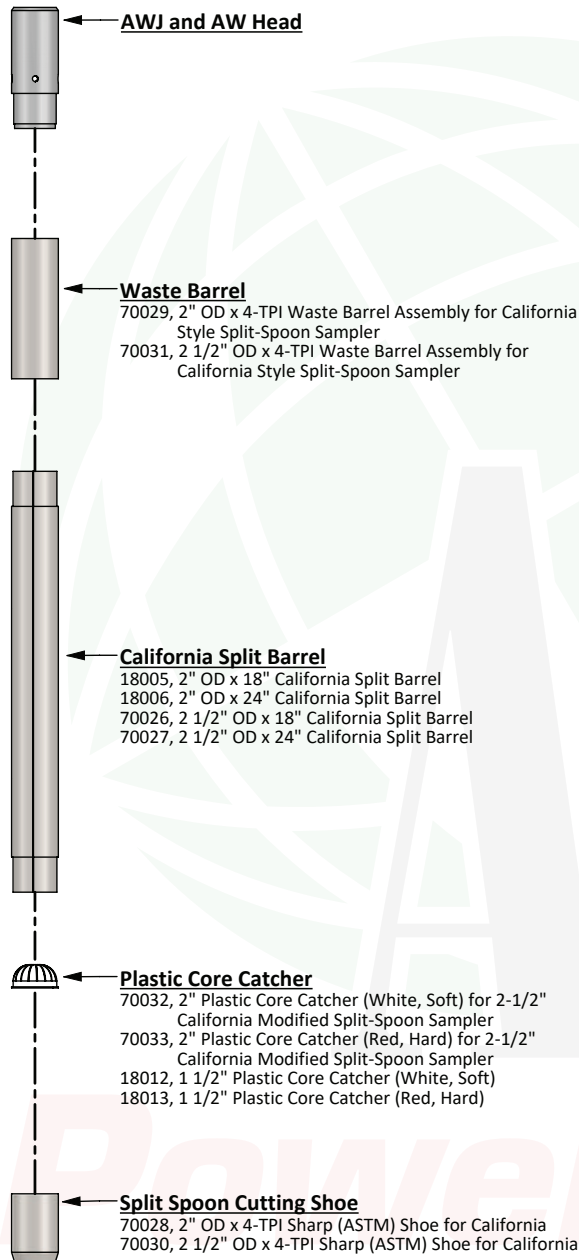 AWJ and AW Head
Waste Barrel
70029, 2" OD x 4-TPI Waste Barrel Assembly for California
Style Split-Spoon Sampler
70031, 2 1/2" OD x 4-TPI Waste Barrel Assembly for
California Style Split-Spoon Sampler
California Split Barrel
18005, 2" OD x 18" California Split Barrel
18006, 2" OD x 24" California Split Barrel
70026, 2 1/2" OD x 18" California Split Barrel
70027, 2 1/2" OD x 24" California Split Barrel
Plastic Core Catcher
70032, 2" Plastic Core Catcher (White, Soft) for 2-1/2"
California Modified Split-Spoon Sampler
70033, 2" Plastic Core Catcher (Red, Hard) for 2-1/2"
California Modified Split-Spoon Sampler
18012, 1 1/2" Plastic Core Catcher (White, Soft)
18013, 1 1/2" Plastic Core Catcher (Red, Hard)
Power
Split Spoon Cutting Shoe
70028, 2" OD x 4-TPI Sharp (ASTM) Shoe for California
70030, 2 1/2" OD x 4-TPI Sharp (ASTM) Shoe for California